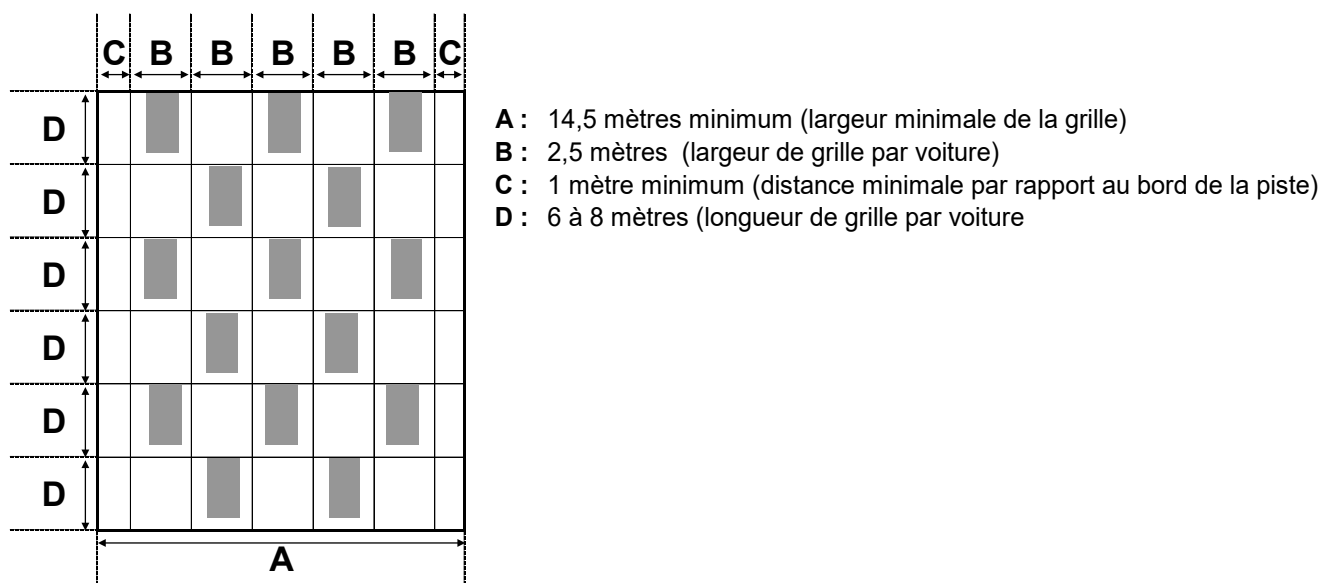 C B B B B B C
D
D
D
D
D
D
A
A : 14,5 mètres minimum (largeur minimale de la grille)
B : 2,5 mètres (largeur de grille par voiture)
C : 1 mètre minimum (distance minimale par rapport au bord de la piste)
D : 6 à 8 mètres (longueur de grille par voiture